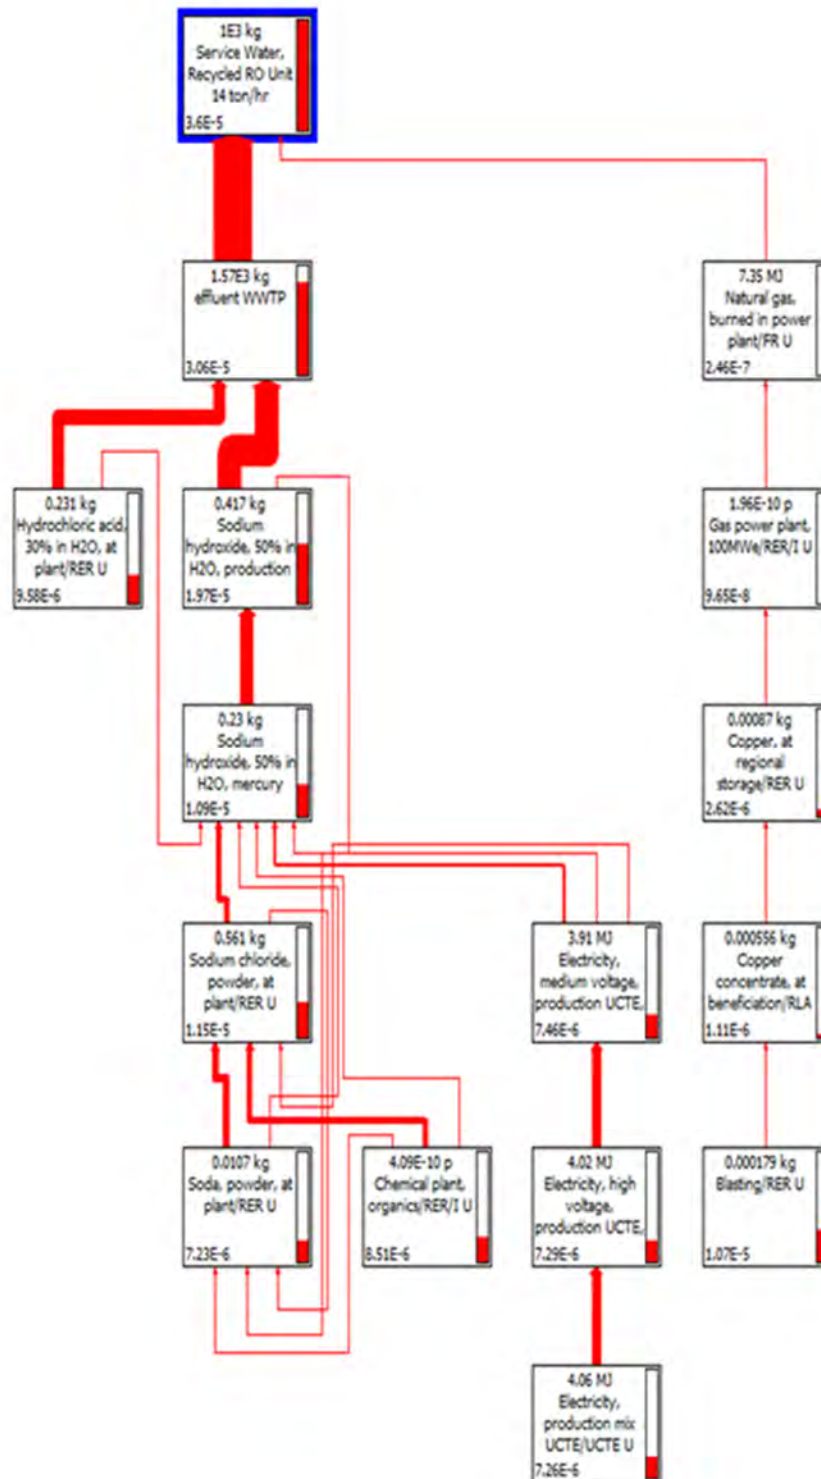 1E3 kg
Service Water,
Recycled RO Unit
14 ton/hr
3.6E-5
1.57E3 kg
effluent WWTP
3.06E-5
7.35 MJ
Natural gas,
burned in power
plant/FR U
2.46E-7
0.231 kg
Hydrochloric acid,
30% in H2O, at
plant/RER U
9.58E-6
0.417 kg
Sodium
hydroxide, 50% in
H2O, production
1.97E-5
1.96E-10 p
Gas power plant,
100MWe/RER/I U
9.65E-8
0.23 kg
Sodium
hydroxide, 50% in
H2O, mercury
1.09E-5
0.00087 kg
Copper, at
regional
storage/RER U
2.62E-6
0.561 kg
Sodium chloride,
powder, at
plant/RER U
1.15E-5
3.91 MJ
Electricity,
medium voltage,
production UCTE,
7.46E-6
0.000556 kg
Copper
concentrate, at
beneficiation/RLA
1.11E-6
0.0107 kg
Soda, powder, at
plant/RER U
7.23E-6
4.09E-10 p
Chemical plant,
organics/RER/I U
8.51E-6
4.02 MJ
Electricity, high
voltage,
production UCTE,
7.29E-6
0.000179 kg
Blasting/RER U
1.07E-5
4.06 MJ
Electricity,
production mix
UCTE/UCTE U
7.26E-6